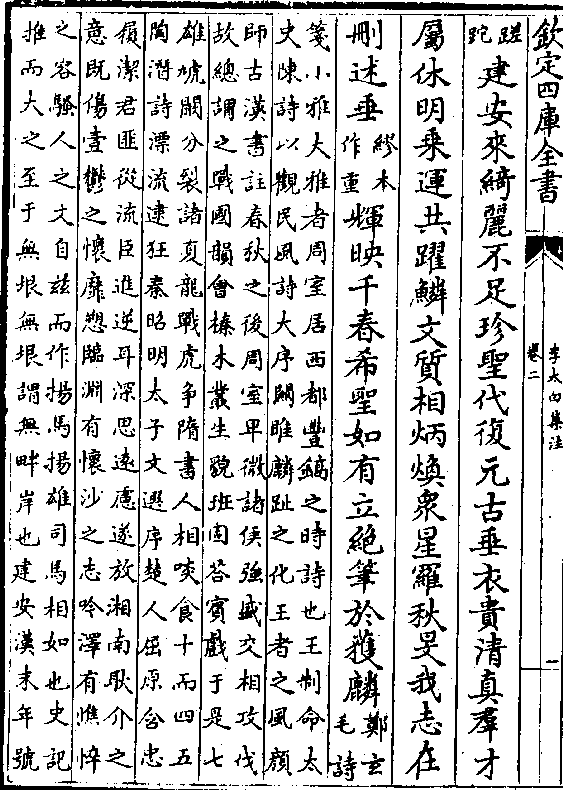 欽定四庫全書
李太白集注
卷二
一
蹉跎建安來綺麗不足珍聖代復元古垂衣貴清真羣才
屬休明乘運共躍鱗文質相炳煥衆星羅秋旻我志在
刪述垂繆本作重輝映千春希聖如有立絕筆於獲麟鄭玄毛詩
箋小雅大雅者周室居西都豐鎬之時詩也王制命太
史陳詩以觀民風詩大序關雎麟趾之化王者之風顔
師古漢書註春秋之後周室卑微諸侯强盛交相攻伐
故總謂之戰國韻會榛木叢生貌班固答賓戲于是七
雄虓闞分裂諸夏龍戰虎爭隋書人相啖食十而四五
陶潛詩漂流逮狂秦昭明太子文選序楚人屈原含忠
履潔君匪從流臣進逆耳深思遠慮遂放湘南耿介之
意既傷壹鬱之懷靡愬臨淵有懷沙之志吟澤有憔悴
之容騷人之文自兹而作揚馬揚雄司馬相如也史記
推而大之至于無垠無垠謂無畔岸也建安漢末年號